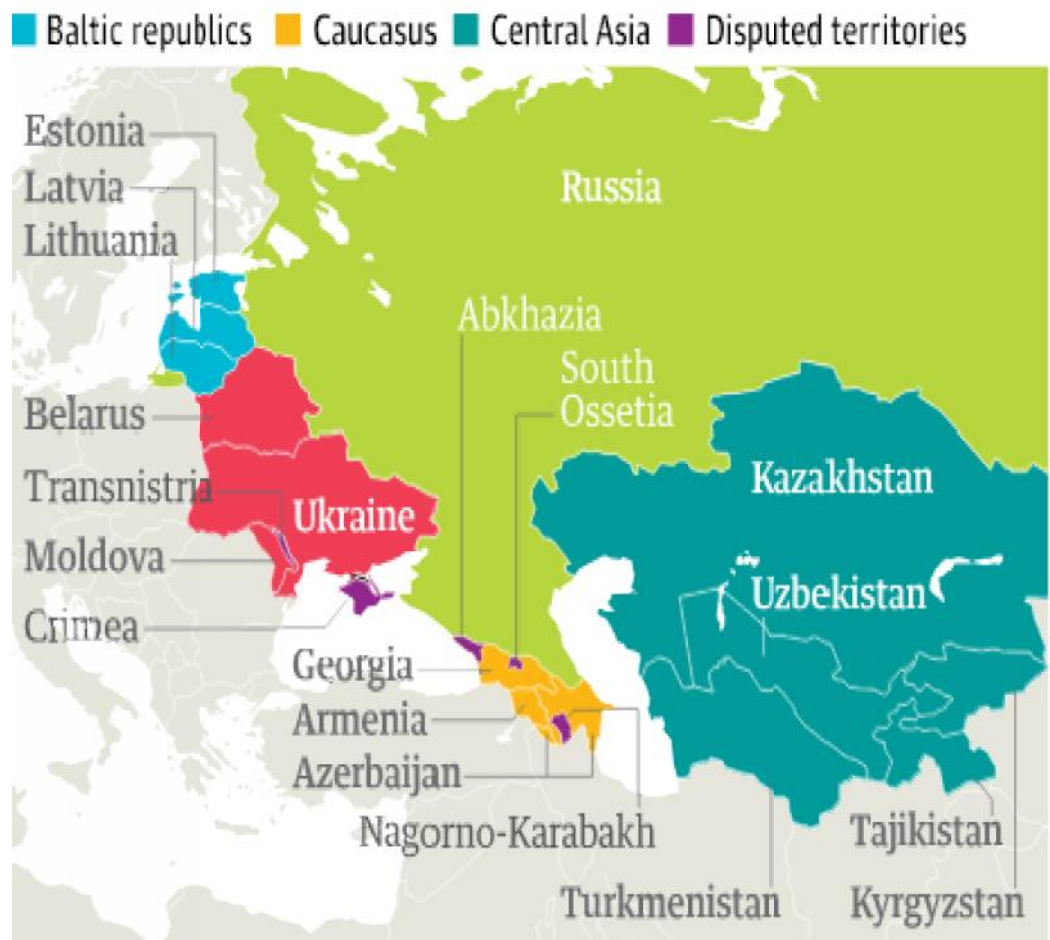 Baltic republics Caucasus Central Asia Disputed territories
Estonia
Latvia
Lithuania
Russia
Abkhazia
South
Ossetia
Belarus
Transnistria
Ukraine
Moldova
Crimea
Kazakhstan
Uzbekistan
Georgia
Armenia
Azerbaijan
Nagorno-Karabakh
Tajikistan
Turkmenistan
Kyrgyzstan